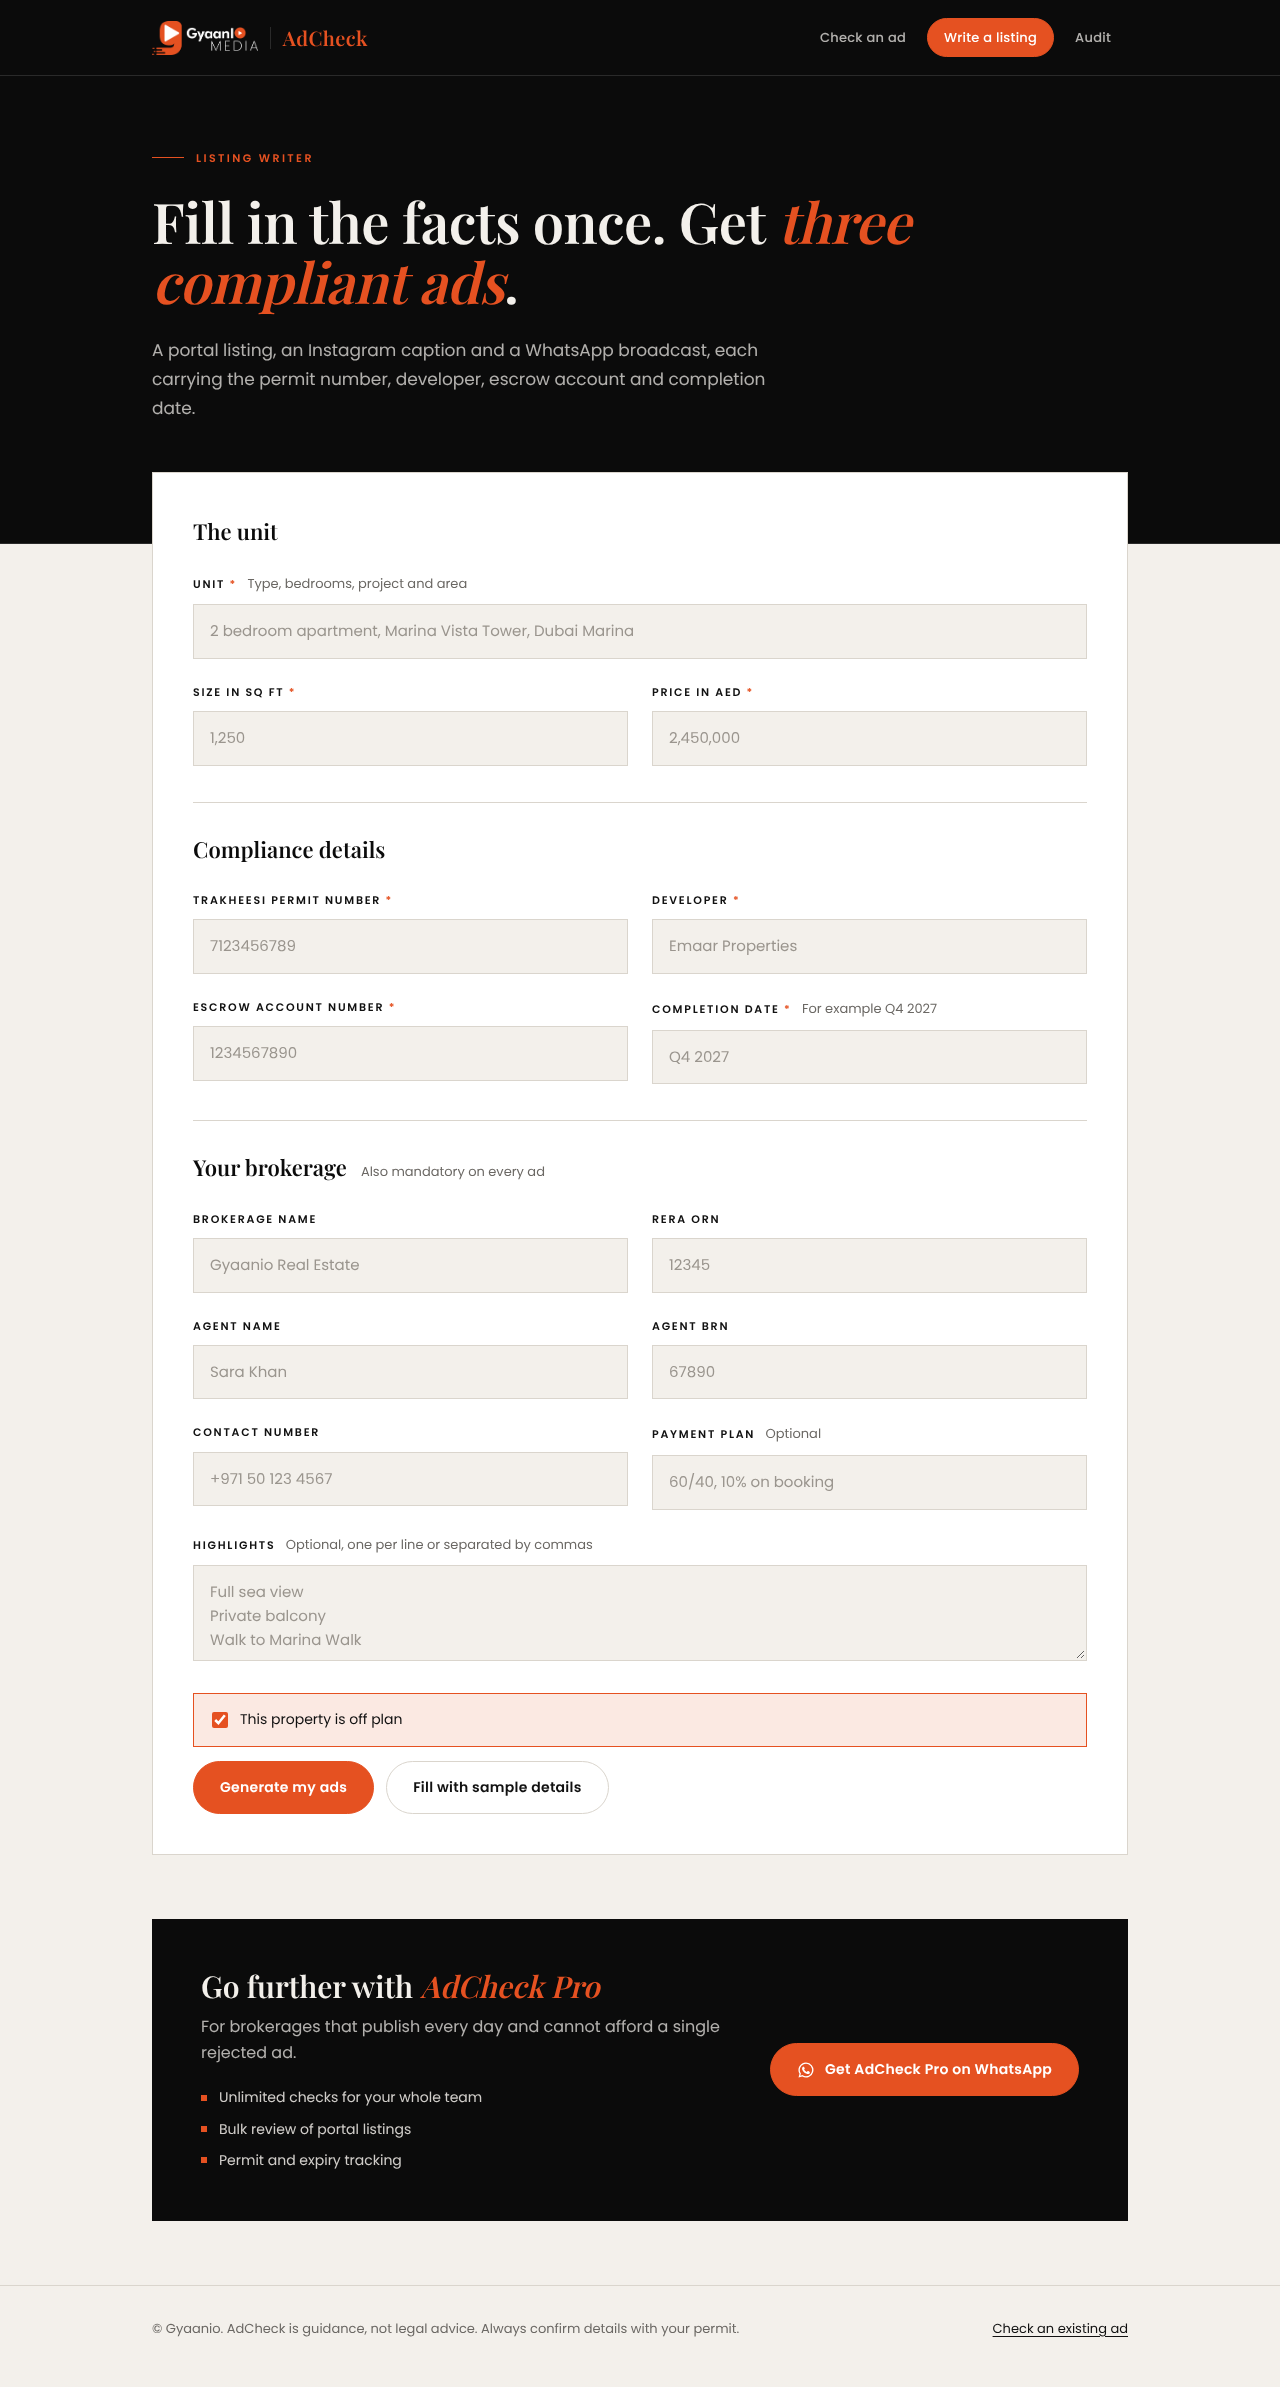 Gyaanio
MEDIA
AdCheck
Check an ad
Write a listing
Audit
LISTING WRITER
Fill in the facts once. Get three
compliant ads.
A portal listing, an Instagram caption and a WhatsApp broadcast, each
carrying the permit number, developer, escrow account and completion
date.
The unit
UNIT * Type, bedrooms, project and area
2 bedroom apartment, Marina Vista Tower, Dubai Marina
SIZE IN SQ FT *
1,250
PRICE IN AED *
2,450,000
Compliance details
TRAKHEESI PERMIT NUMBER *
7123456789
DEVELOPER *
Emaar Properties
ESCROW ACCOUNT NUMBER *
1234567890
COMPLETION DATE * For example Q4 2027
Q4 2027
Your brokerage Also mandatory on every ad
BROKERAGE NAME
Gyaanio Real Estate
RERA ORN
12345
AGENT NAME
Sara Khan
AGENT BRN
67890
CONTACT NUMBER
+971 50 123 4567
PAYMENT PLAN Optional
60/40, 10% on booking
HIGHLIGHTS Optional, one per line or separated by commas
Full sea view
Private balcony
Walk to Marina Walk
This property is off plan
Generate my ads
Fill with sample details
Go further with AdCheck Pro
For brokerages that publish every day and cannot afford a single
rejected ad.
Unlimited checks for your whole team
Bulk review of portal listings
Permit and expiry tracking
Get AdCheck Pro on WhatsApp
© Gyaanio. AdCheck is guidance, not legal advice. Always confirm details with your permit.
Check an existing ad